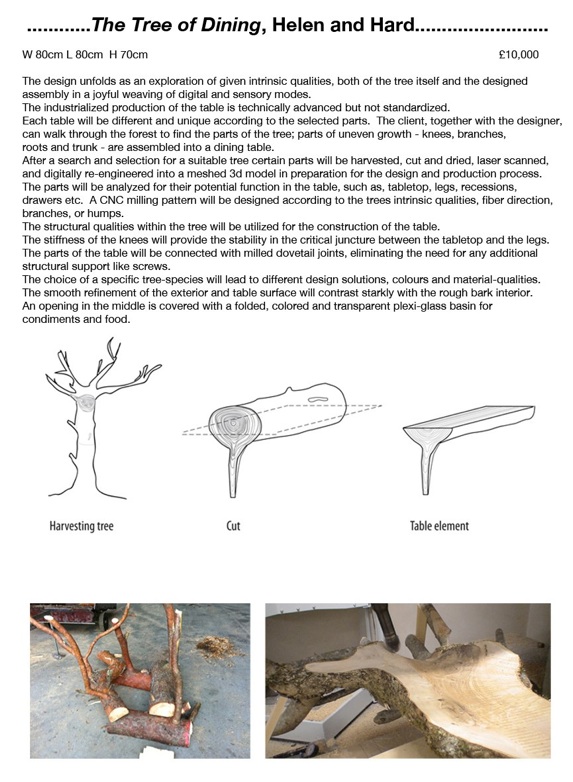 ............The Tree of Dining, Helen and Hard.........................
W 80cm L 80cm H 70cm £10,000
The design unfolds as an exploration of given intrinsic qualities, both of the tree itself and the designed
assembly in a joyful weaving of digital and sensory modes.
The industrialized production of the table is technically advanced but not standardized.
Each table will be different and unique according to the selected parts. The client, together with the designer,
can walk through the forest to find the parts of the tree; parts of uneven growth - knees, branches,
roots and trunk - are assembled into a dining table.
After a search and selection for a suitable tree certain parts will be harvested, cut and dried, laser scanned,
and digitally re-engineered into a meshed 3d model in preparation for the design and production process.
The parts will be analyzed for their potential function in the table, such as, tabletop, legs, recessions,
drawers etc. A CNC milling pattern will be designed according to the trees intrinsic qualities, fiber direction,
branches, or humps.
The structural qualities within the tree will be utilized for the construction of the table.
The stiffness of the knees will provide the stability in the critical juncture between the tabletop and the legs.
The parts of the table will be connected with milled dovetail joints, eliminating the need for any additional
structural support like screws.
The choice of a specific tree-species will lead to different design solutions, colours and material-qualities.
The smooth refinement of the exterior and table surface will contrast starkly with the rough bark interior.
An opening in the middle is covered with a folded, colored and transparent plexi-glass basin for
condiments and food.
Harvesting tree Cut Table element